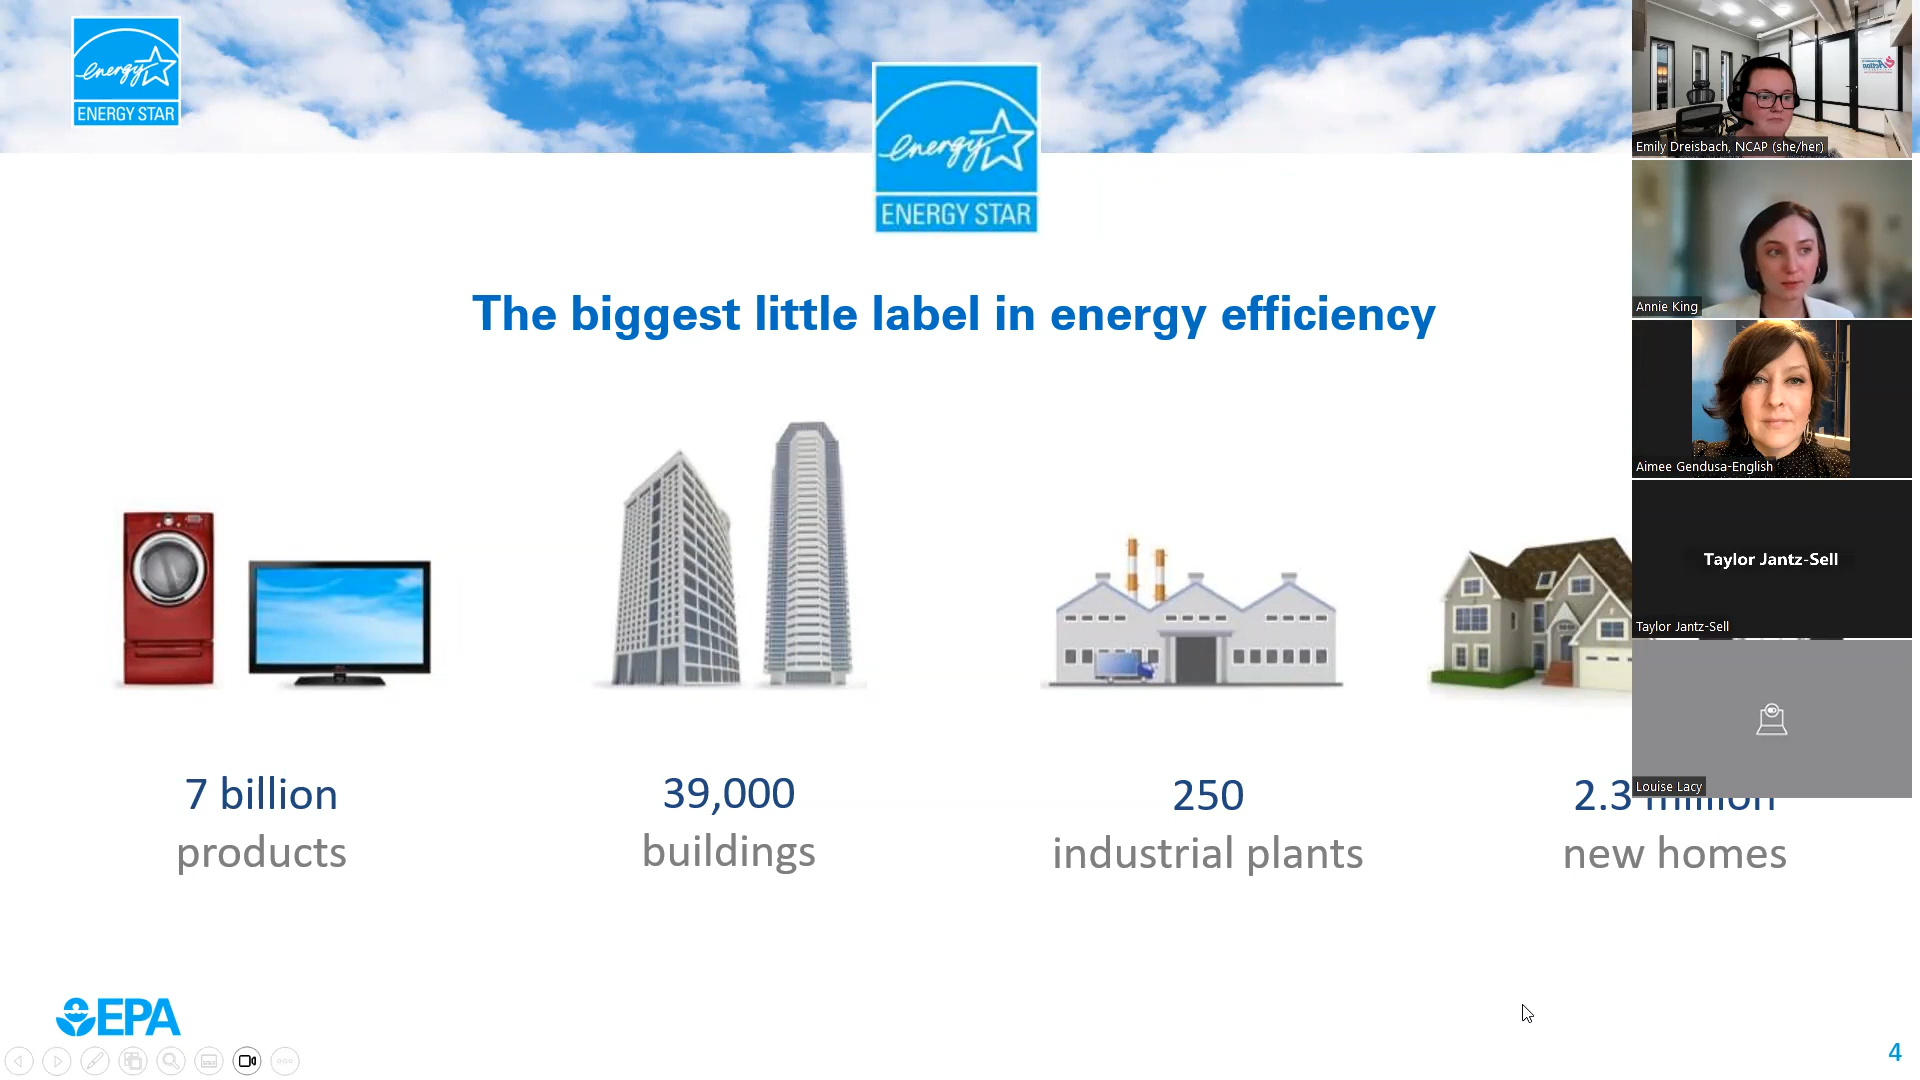 energy
ENERGY STAR
energy
ENERGY STAR
The biggest little label in energy efficiency
7 billion
products
39,000
buildings
250
industrial plants
2.3 million
new homes
EPA
4
Emily Dreisbach, NCAP (she/her)
Annie King
Aimee Gendusa-English
Taylor Jantz-Sell
Taylor Jantz-Sell
Louise Lacy